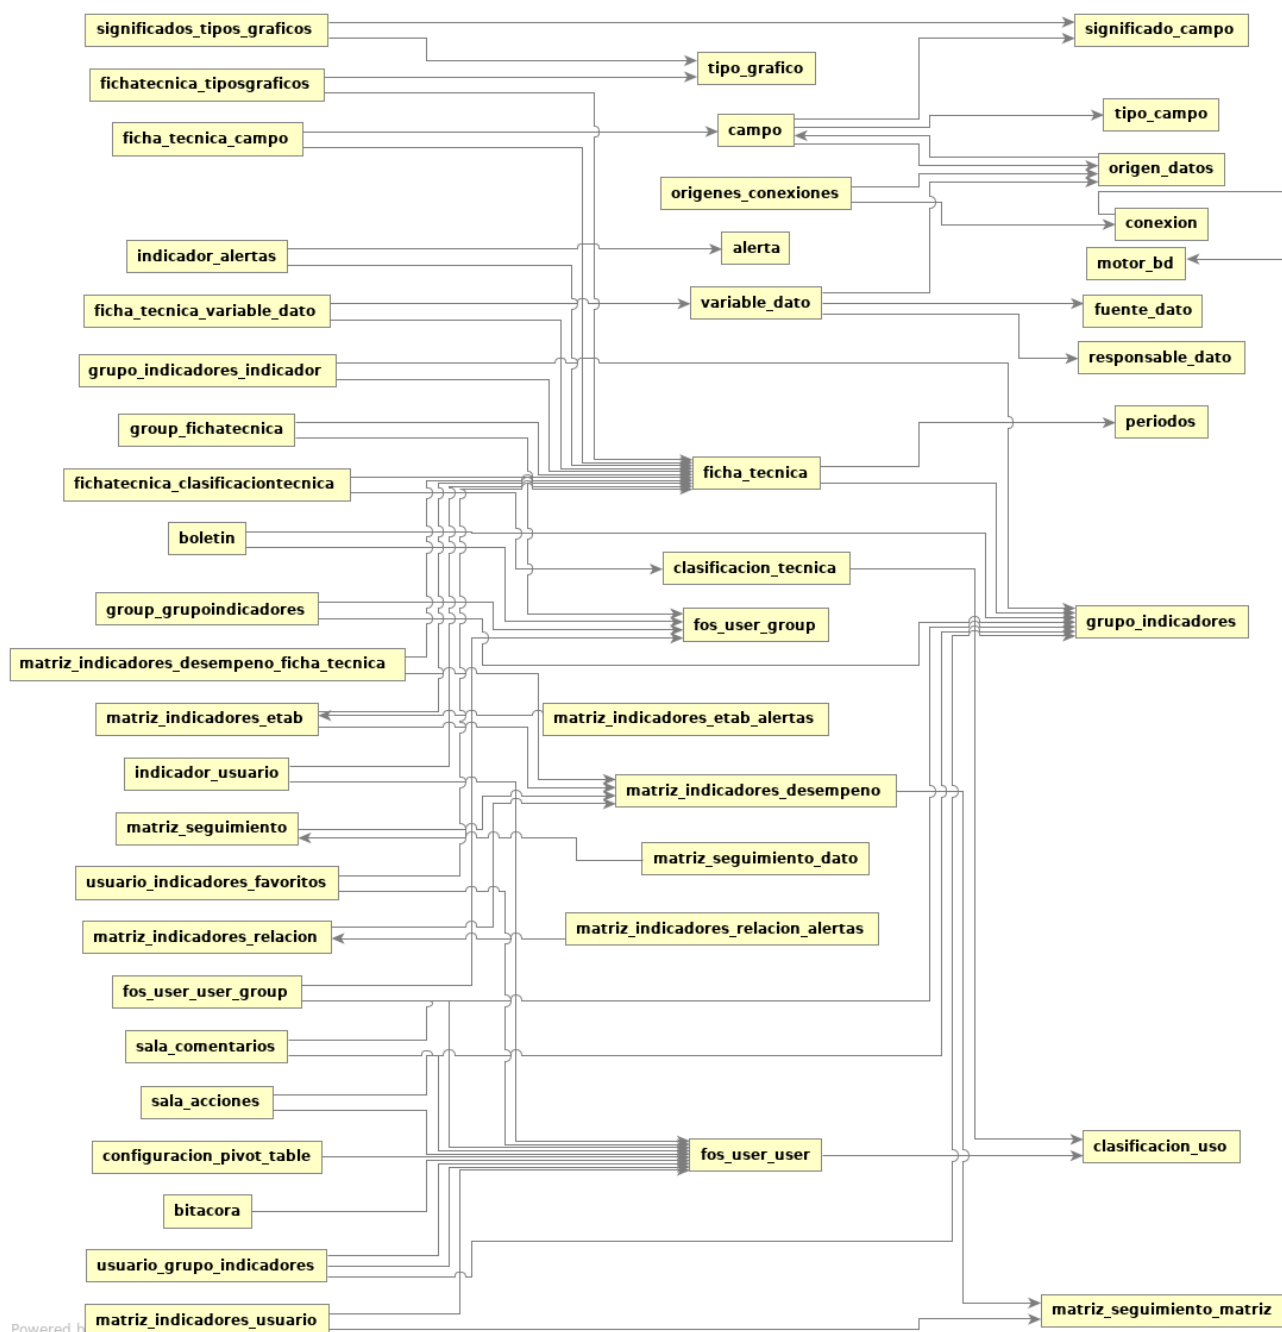 significados_tipos_graficos
significado_campo
tipo_grafico
fichatecnica_tiposgraficos
tipo_campo
campo
ficha_tecnica_campo
origen_datos
origenes_conexiones
conexion
alerta
indicador_alertas
motor_bd
variable_dato
ficha_tecnica_variable_dato
fuente_dato
responsable_dato
grupo_indicadores_indicador
periodos
group_fichatecnica
ficha_tecnica
fichatecnica_clasificaciontecnica
boletin
clasificacion_tecnica
group_grupoindicadores
grupo_indicadores
fos_user_group
matriz_indicadores_desempeno_ficha_tecnica
matriz_indicadores_etab
matriz_indicadores_etab_alertas
indicador_usuario
matriz_indicadores_desempeno
matriz_seguimiento
matriz_seguimiento_dato
usuario_indicadores_favoritos
matriz_indicadores_relacion_alertas
matriz_indicadores_relacion
fos_user_user_group
sala_comentarios
sala_acciones
clasificacion_uso
configuracion_pivot_table
fos_user_user
bitacora
usuario_grupo_indicadores
matriz_seguimiento_matriz
matriz_indicadores_usuario
Powered b